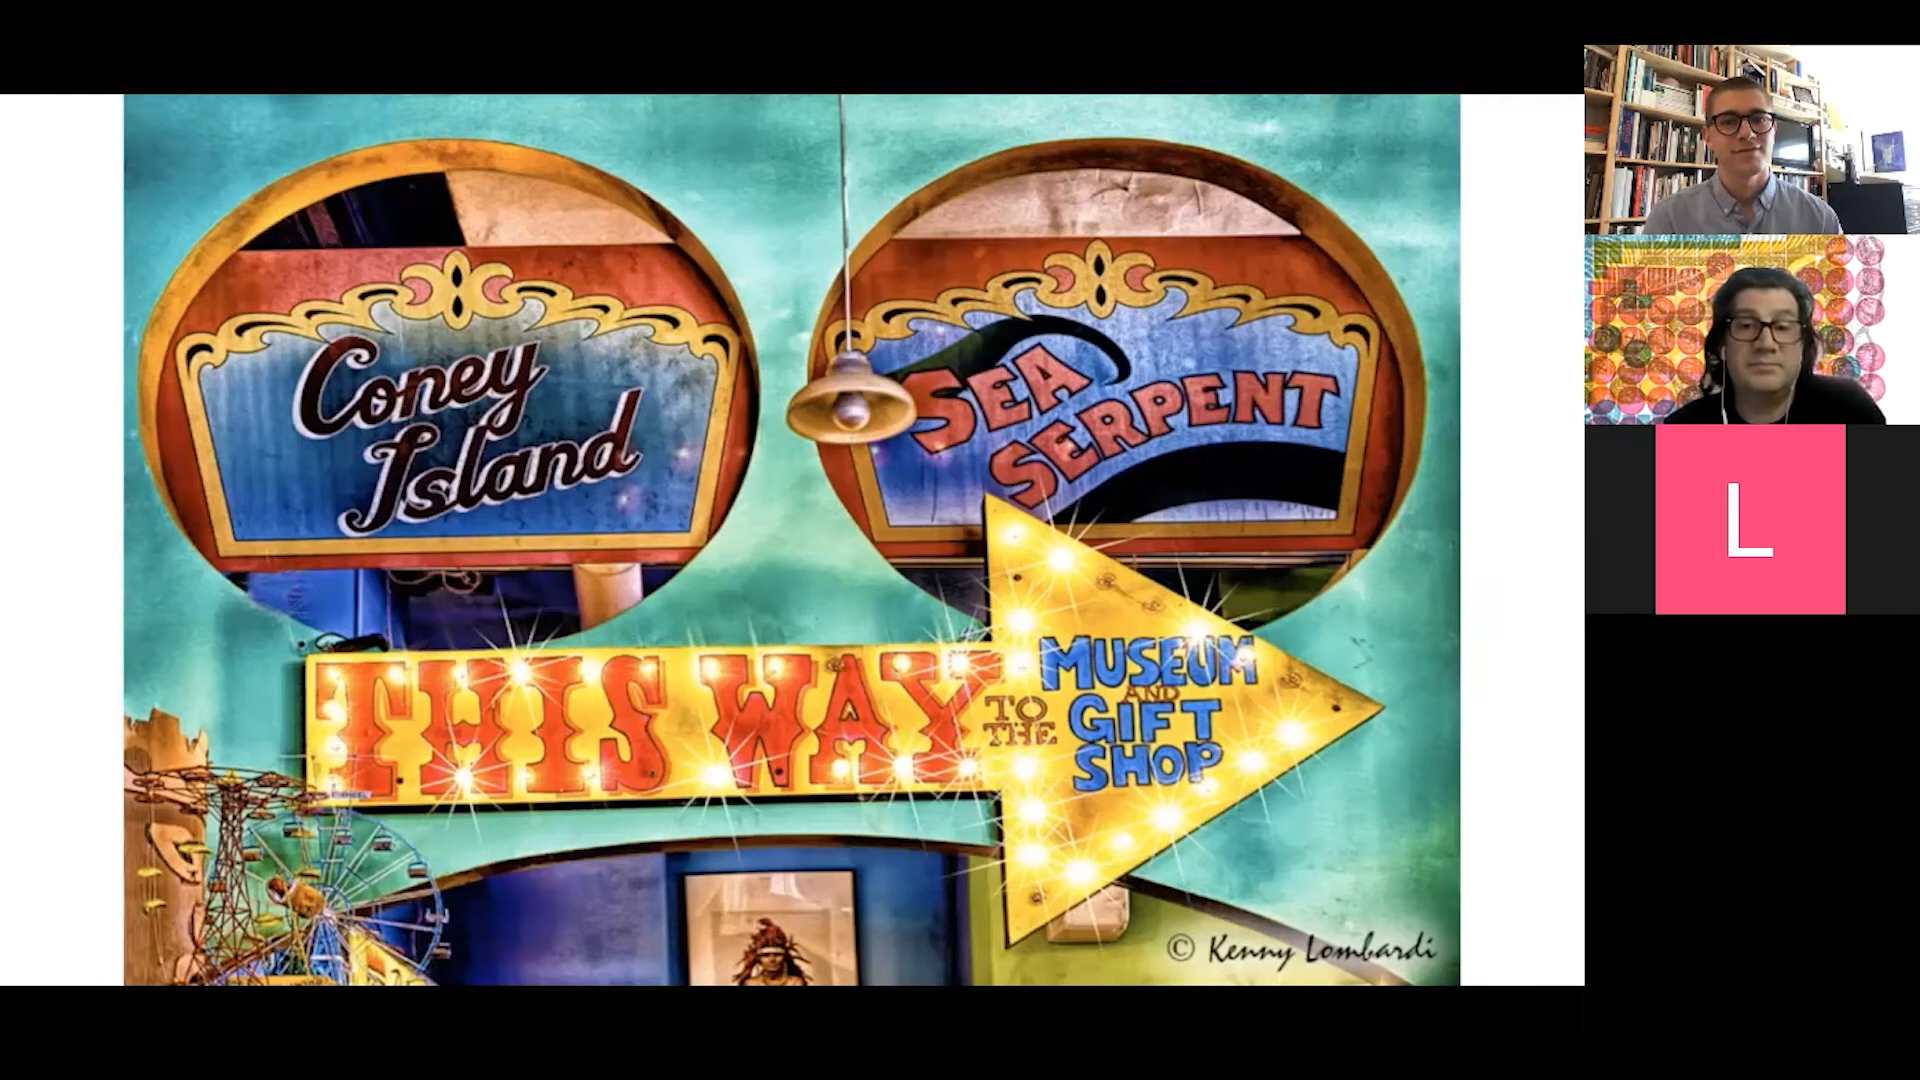 Coney
Island
SEA
SERPENT
THIS WAY
TO
THE
MUSEUM
AND
GIFT
SHOP
© Kenny Lombardi
L